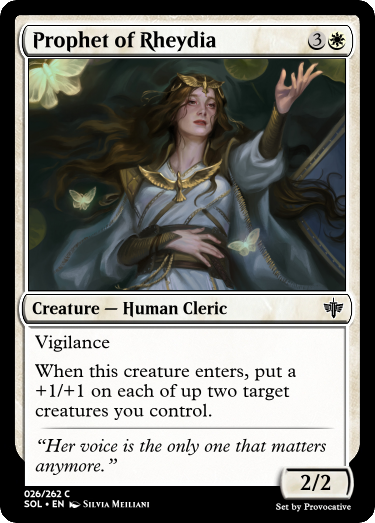 Prophet of Rheydia 3
Creature — Human Cleric
Vigilance
When this creature enters, put a
+1/+1 on each of up two target
creatures you control.
“Her voice is the only one that matters
anymore.”
2/2
026/262 C
SOL • EN Silvia Meiliani
Set by Provocative